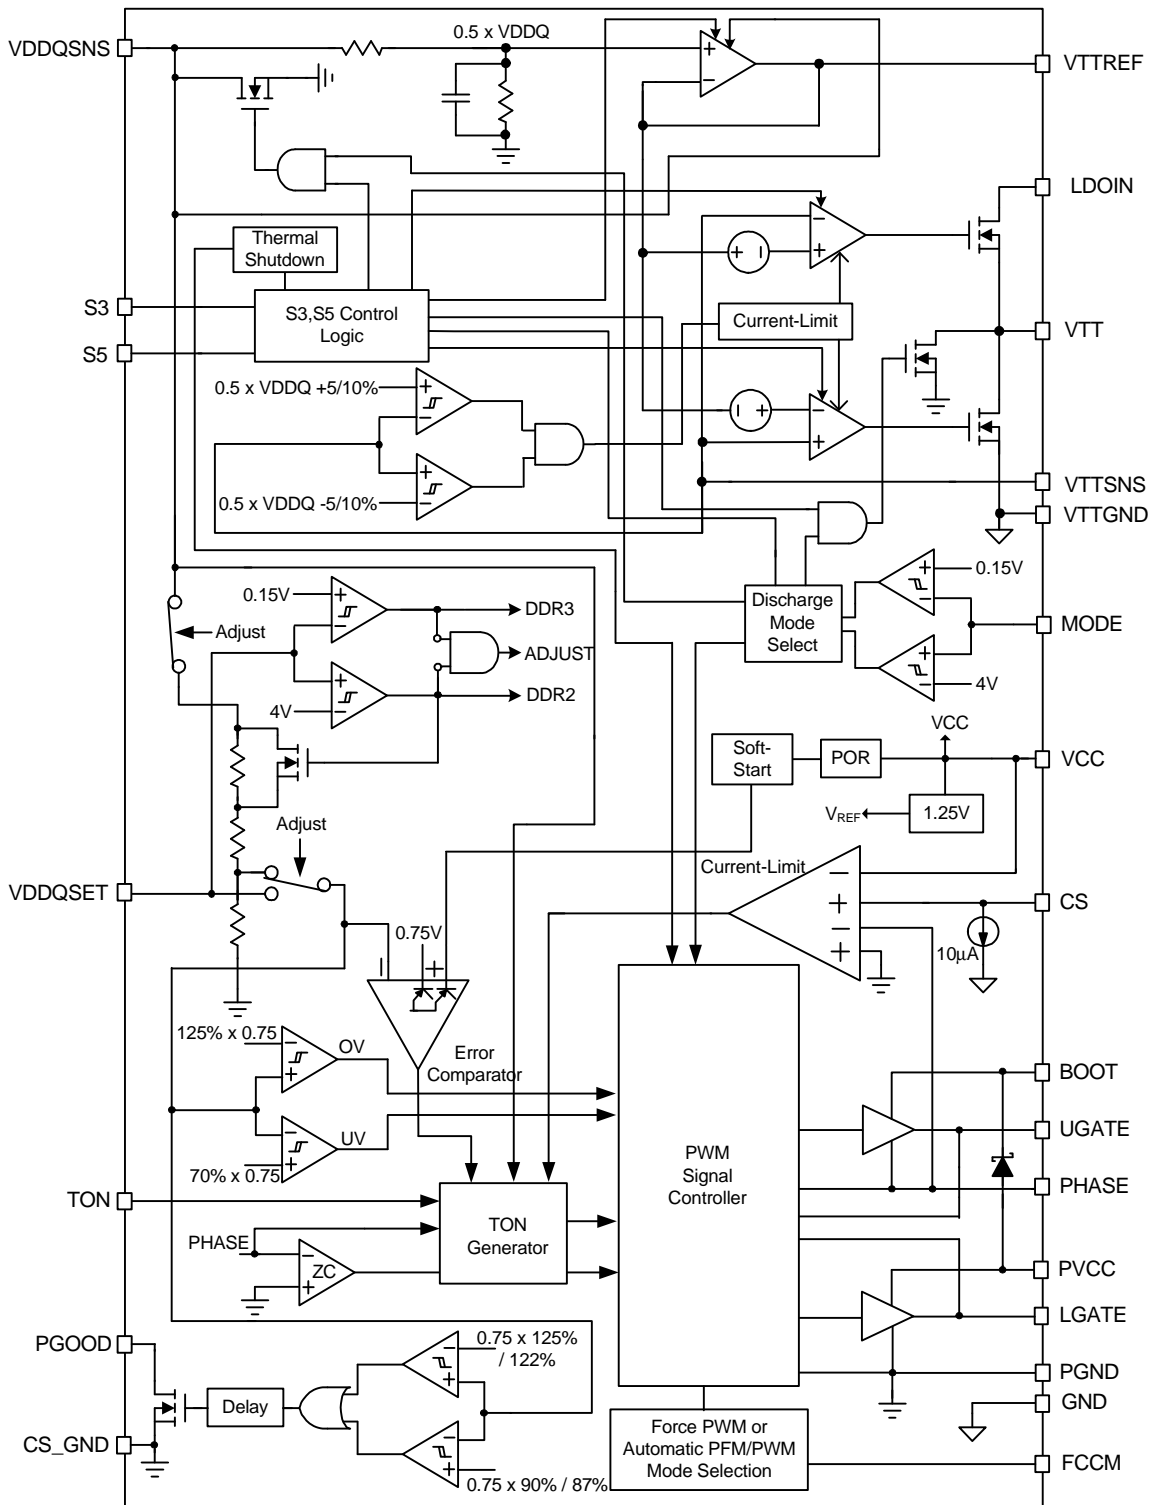 VDDQSNS
0.5 x VDDQ
+
−
VTTREF
LDOIN
Thermal
Shutdown
−
+
+ −
S3
S5
S3,S5 Control
Logic
Current-Limit
VTT
0.5 x VDDQ +5/10%
+
−
− +
−
+
+
−
0.5 x VDDQ -5/10%
VTTSNS
VTTGND
0.15V
+
−
DDR3
Adjust
ADJUST
+
−
4V
DDR2
Discharge
Mode
Select
+
−
0.15V
MODE
+
−
4V
VCC
Soft-
Start
POR
VCC
VREF
1.25V
Adjust
VDDQSET
Current-Limit
−
+
−
+
CS
10µA
0.75V
−
+
Error
Comparator
125% x 0.75
−
+
OV
−
+
UV
70% x 0.75
BOOT
UGATE
PHASE
PWM
Signal
Controller
TON
TON
Generator
PHASE
−
+
ZC
PVCC
LGATE
PGND
GND
PGOOD
−
+
0.75 x 125%
/ 122%
Delay
−
+
0.75 x 90% / 87%
CS_GND
Force PWM or
Automatic PFM/PWM
Mode Selection
FCCM